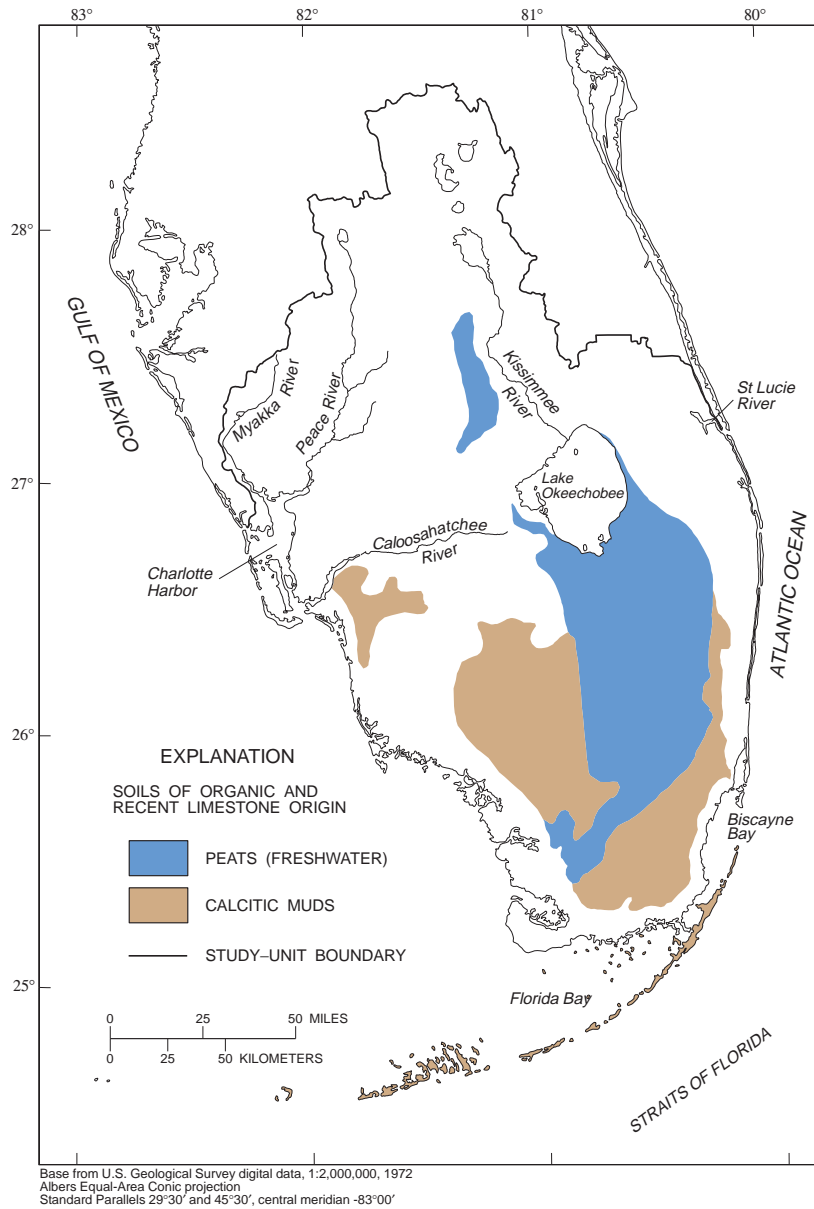 83°
82°
81°
80°
28°
27°
26°
25°
GULF OF MEXICO
Myakka River
Peace River
Kissimmee
River
St Lucie
River
Lake
Okeechobee
Caloosahatchee
River
Charlotte
Harbor
ATLANTIC OCEAN
Biscayne
Bay
Florida Bay
STRAITS OF FLORIDA
EXPLANATION
SOILS OF ORGANIC AND
RECENT LIMESTONE ORIGIN
PEATS (FRESHWATER)
CALCITIC MUDS
STUDY–UNIT BOUNDARY
0 25 50 MILES
0 25 50 KILOMETERS
Base from U.S. Geological Survey digital data, 1:2,000,000, 1972
Albers Equal-Area Conic projection
Standard Parallels 29°30′ and 45°30′, central meridian -83°00′